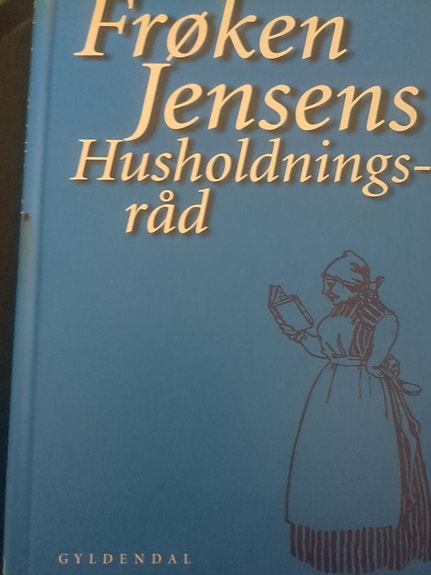 Frøken
Jensens
Husholdnings-
råd
GYLDENDAL